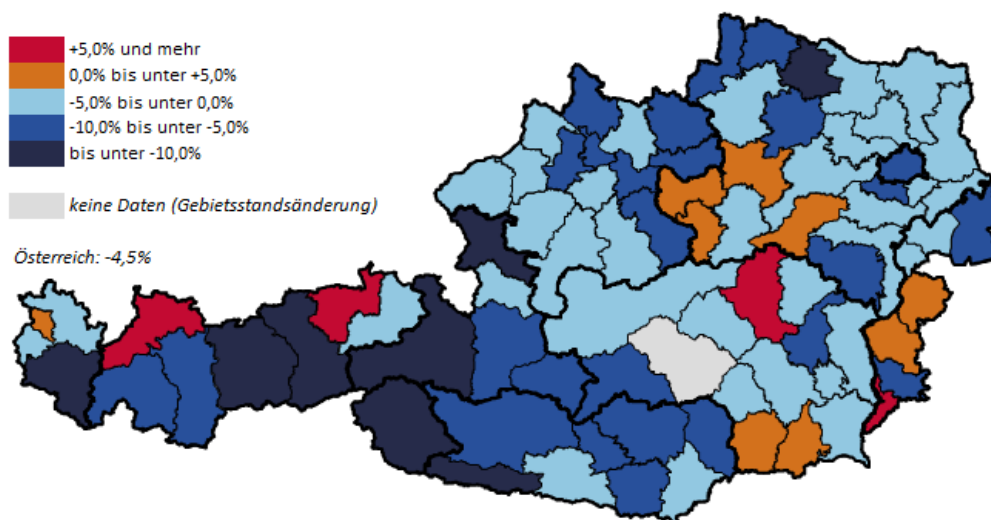 +5,0% und mehr
0,0% bis unter +5,0%
-5,0% bis unter 0,0%
-10,0% bis unter -5,0%
bis unter -10,0%
keine Daten (Gebietsstandsänderung)
Österreich: -4,5%